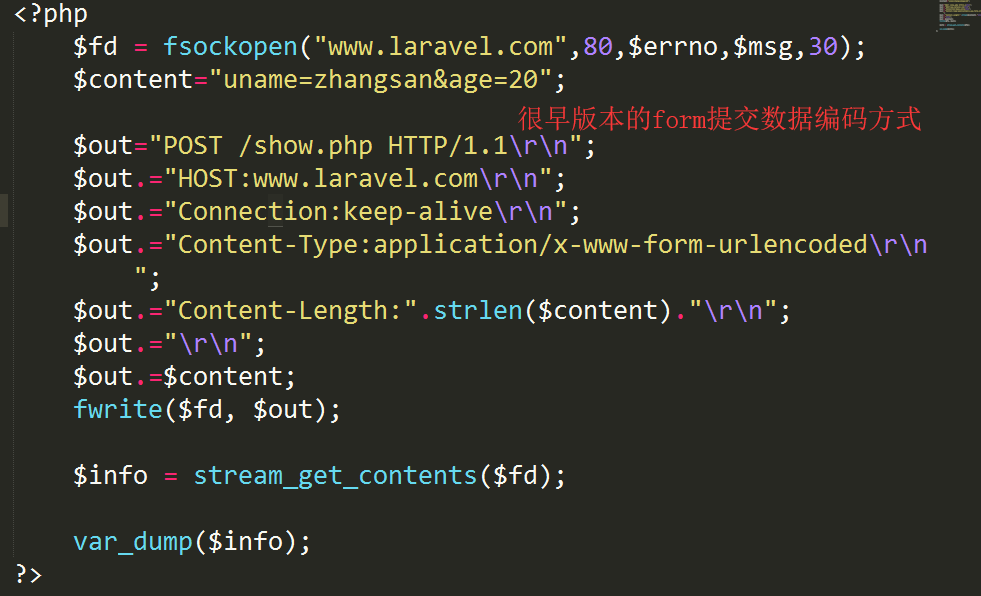 <?php
$fd = fsockopen("www.laravel.com",80,$errno,$msg,30);
$content="uname=zhangsan&age=20";
很早版本的form提交数据编码方式
$out="POST /show.php HTTP/1.1\r\n";
$out.="HOST:www.laravel.com\r\n";
$out.="Connection:keep-alive\r\n";
$out.="Content-Type:application/x-www-form-urlencoded\r\n
";
$out.="Content-Length:".strlen($content)."\r\n";
$out.="\r\n";
$out.=$content;
fwrite($fd, $out);
$info = stream_get_contents($fd);
var_dump($info);
?>